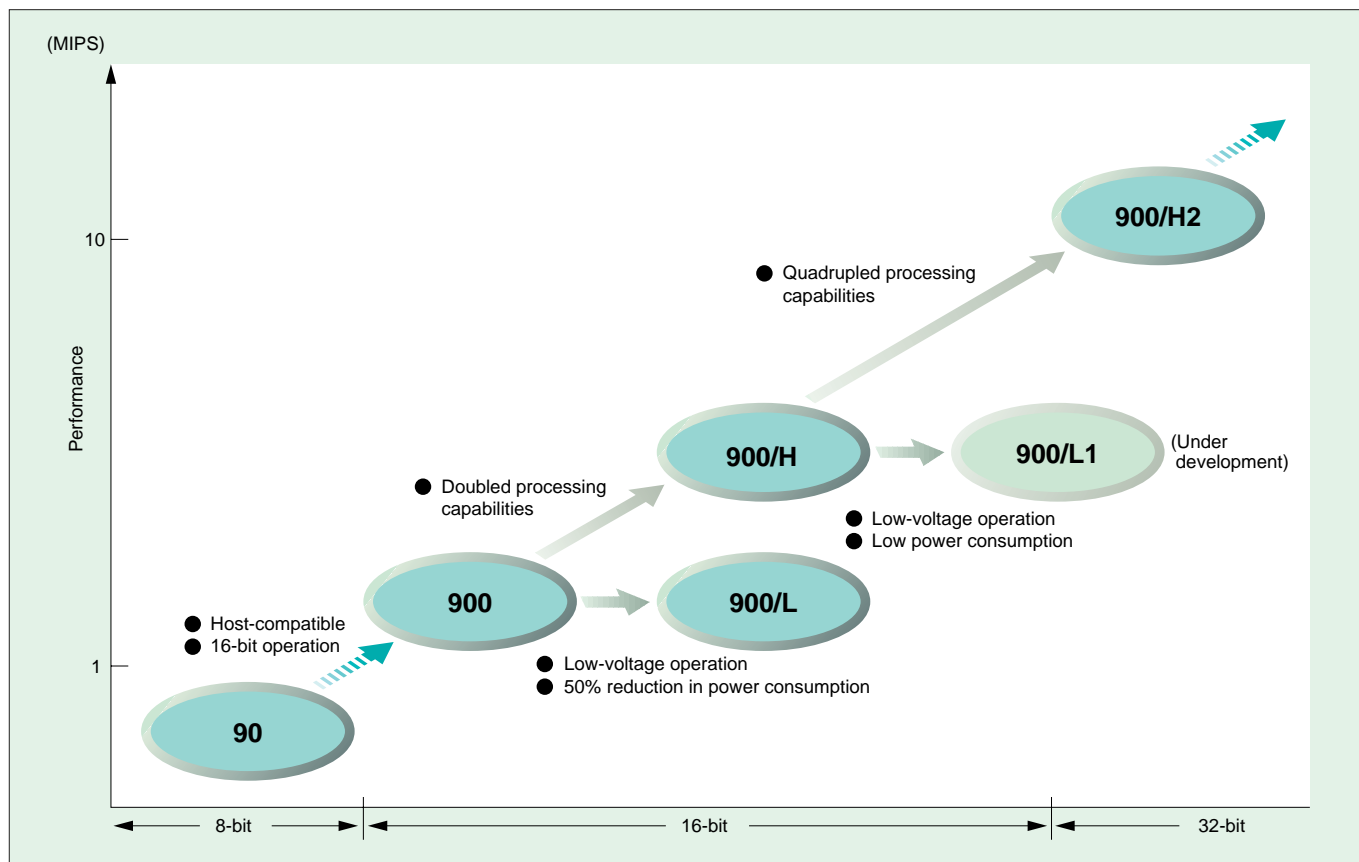 (MIPS)
10
1
Performance
900/H2
● Quadrupled processing
capabilities
900/H
900/L1
(Under
development)
● Doubled processing
capabilities
● Low-voltage operation
● Low power consumption
900
900/L
● Host-compatible
● 16-bit operation
● Low-voltage operation
● 50% reduction in power consumption
90
8-bit
16-bit
32-bit